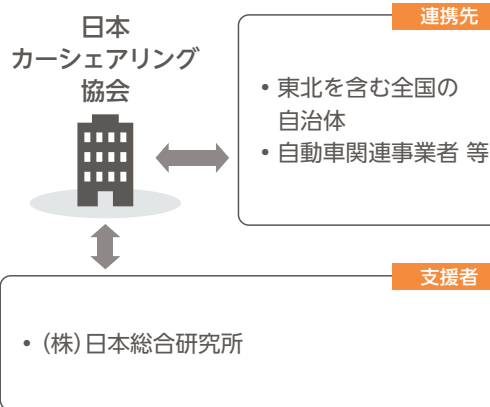 日本
カーシェアリング
協会
連携先
• 東北を含む全国の
自治体
• 自動車関連事業者 等
支援者
• (株)日本総合研究所